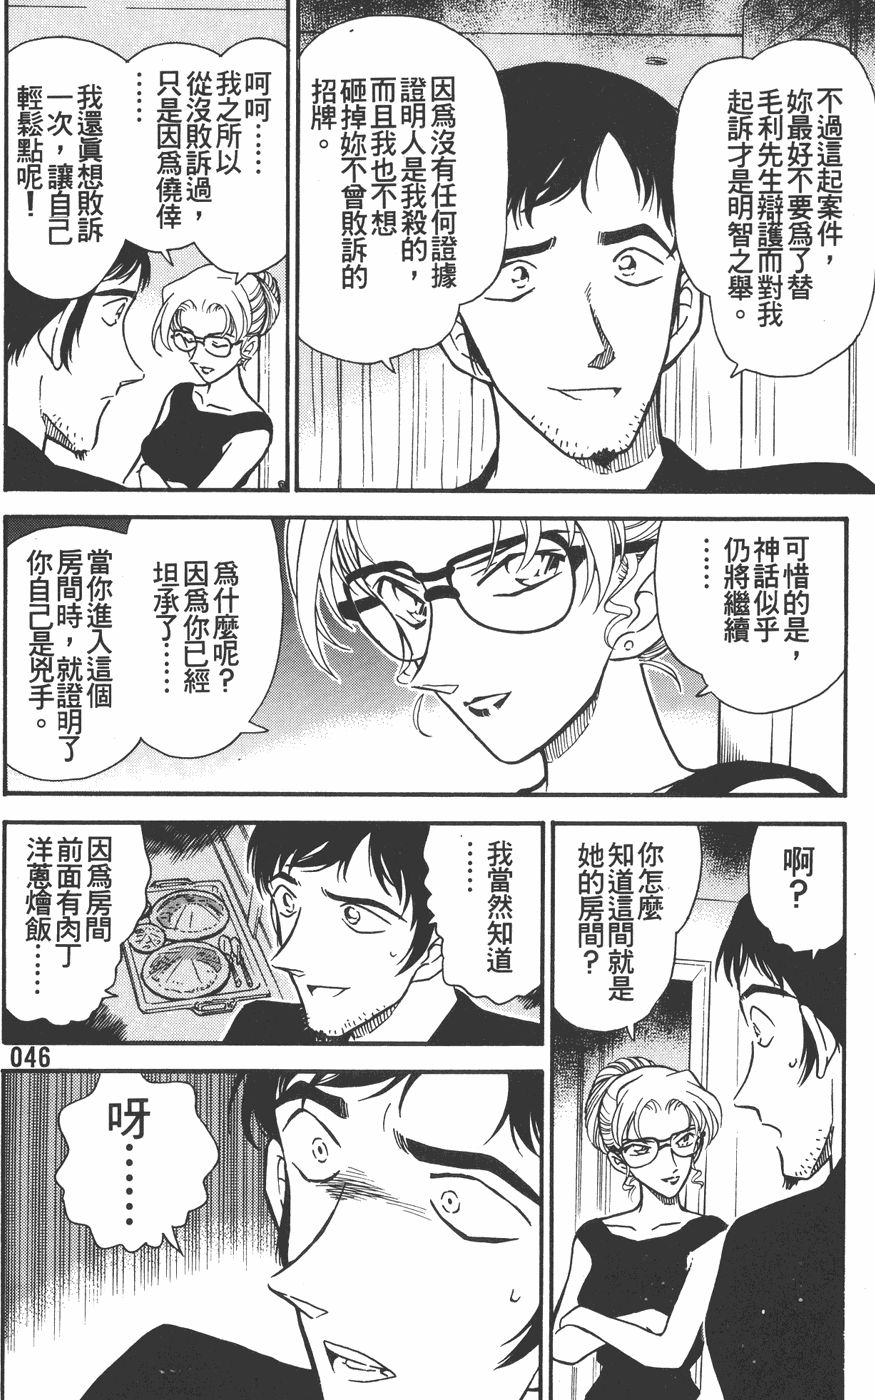 不過這起案件，
妳最好不要為了替
毛利先生辯護而對我
起訴才是明智之舉。
因為沒有任何證據
證明人是我殺的，
而且我也不想
砸掉妳不曾敗訴的
招牌。
呵呵……
我之所以
從沒敗訴過，
只是因為僥倖
……
我還眞想敗訴
一次，讓自己
輕鬆點呢！
可惜的是，
神話似乎
仍將繼續
……
為什麼呢？
因為你已經
坦承了……
當你進入這個
房間時，就證明了
你自己是兇手。
啊？
你怎麼
知道這間就是
她的房間？
我當然知道
……
因為房間
前面有肉丁
洋蔥燴飯……
呀……
046